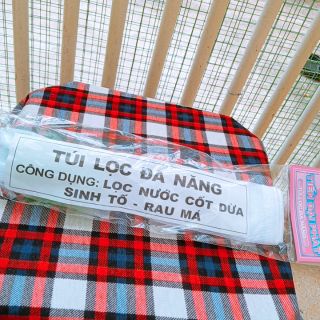 TÚI LỌC ĐA NĂNG
CÔNG DỤNG: LỌC NƯỚC CỐT DỪA
SINH TỐ - RAU MÁ